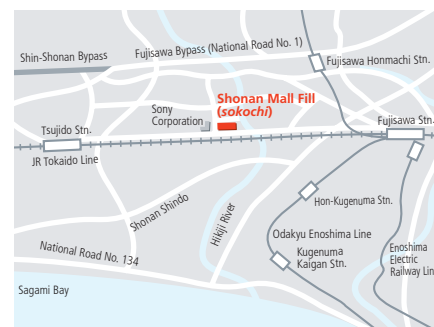 Shin-Shonan Bypass
Fujisawa Bypass (National Road No. 1)
Fujisawa Honmachi Stn.
Shonan Mall Fill
(sokochi)
Sony
Corporation
Fujisawa Stn.
Tsujido Stn.
JR Tokaido Line
Hon-Kugenuma Stn.
Shonan Shindo
Hikiji River
Odakyu Enoshima Line
Kugenuma
Kaigan Stn.
Enoshima
Electric
Railway Lin
National Road No. 134
Sagami Bay